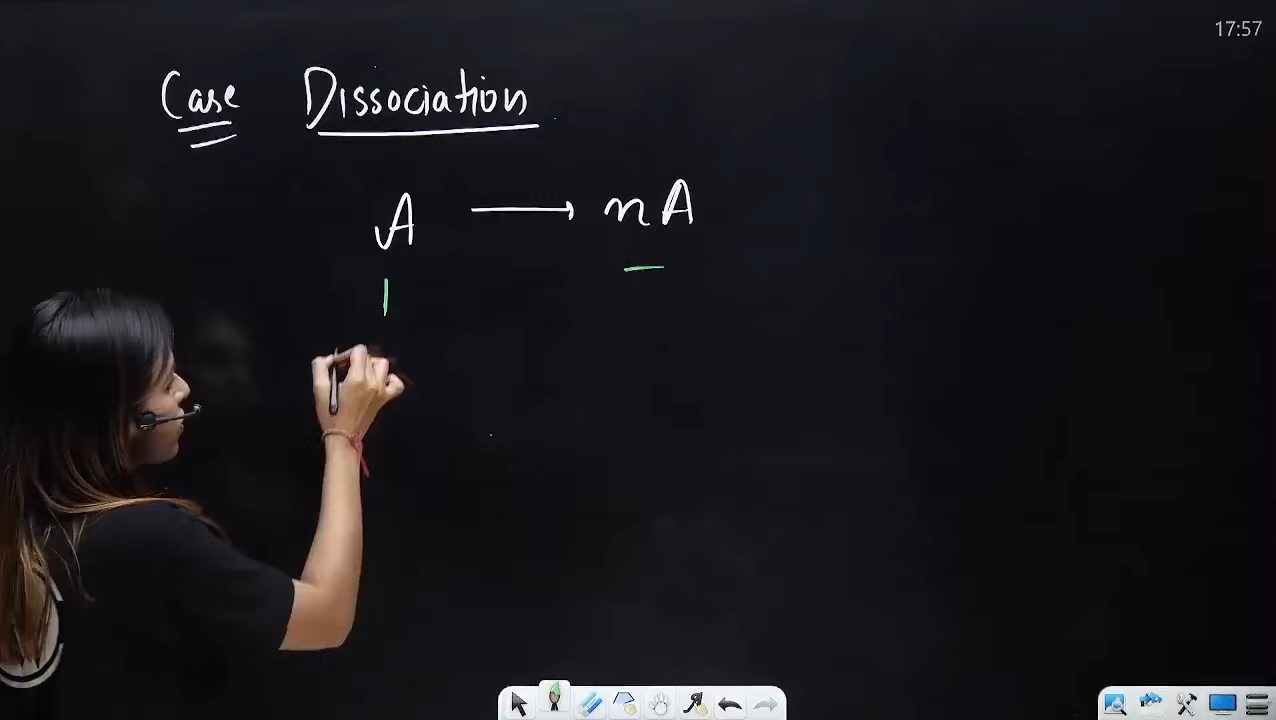 17:57
Case Dissociation
A → nA
1 —